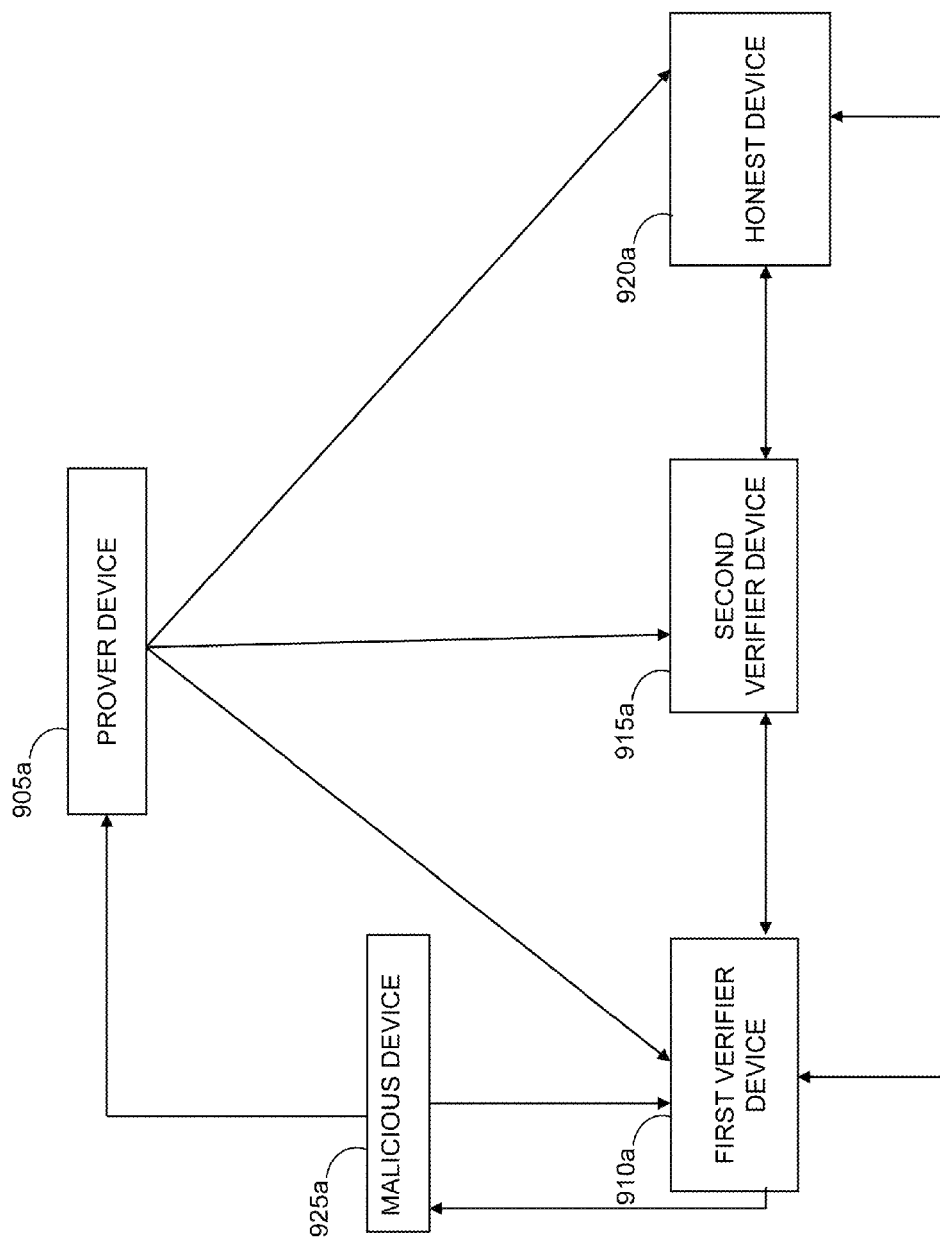 905a
PROVER DEVICE
925a
MALICIOUS DEVICE
910a
FIRST VERIFIER
DEVICE
915a
SECOND
VERIFIER DEVICE
920a
HONEST DEVICE